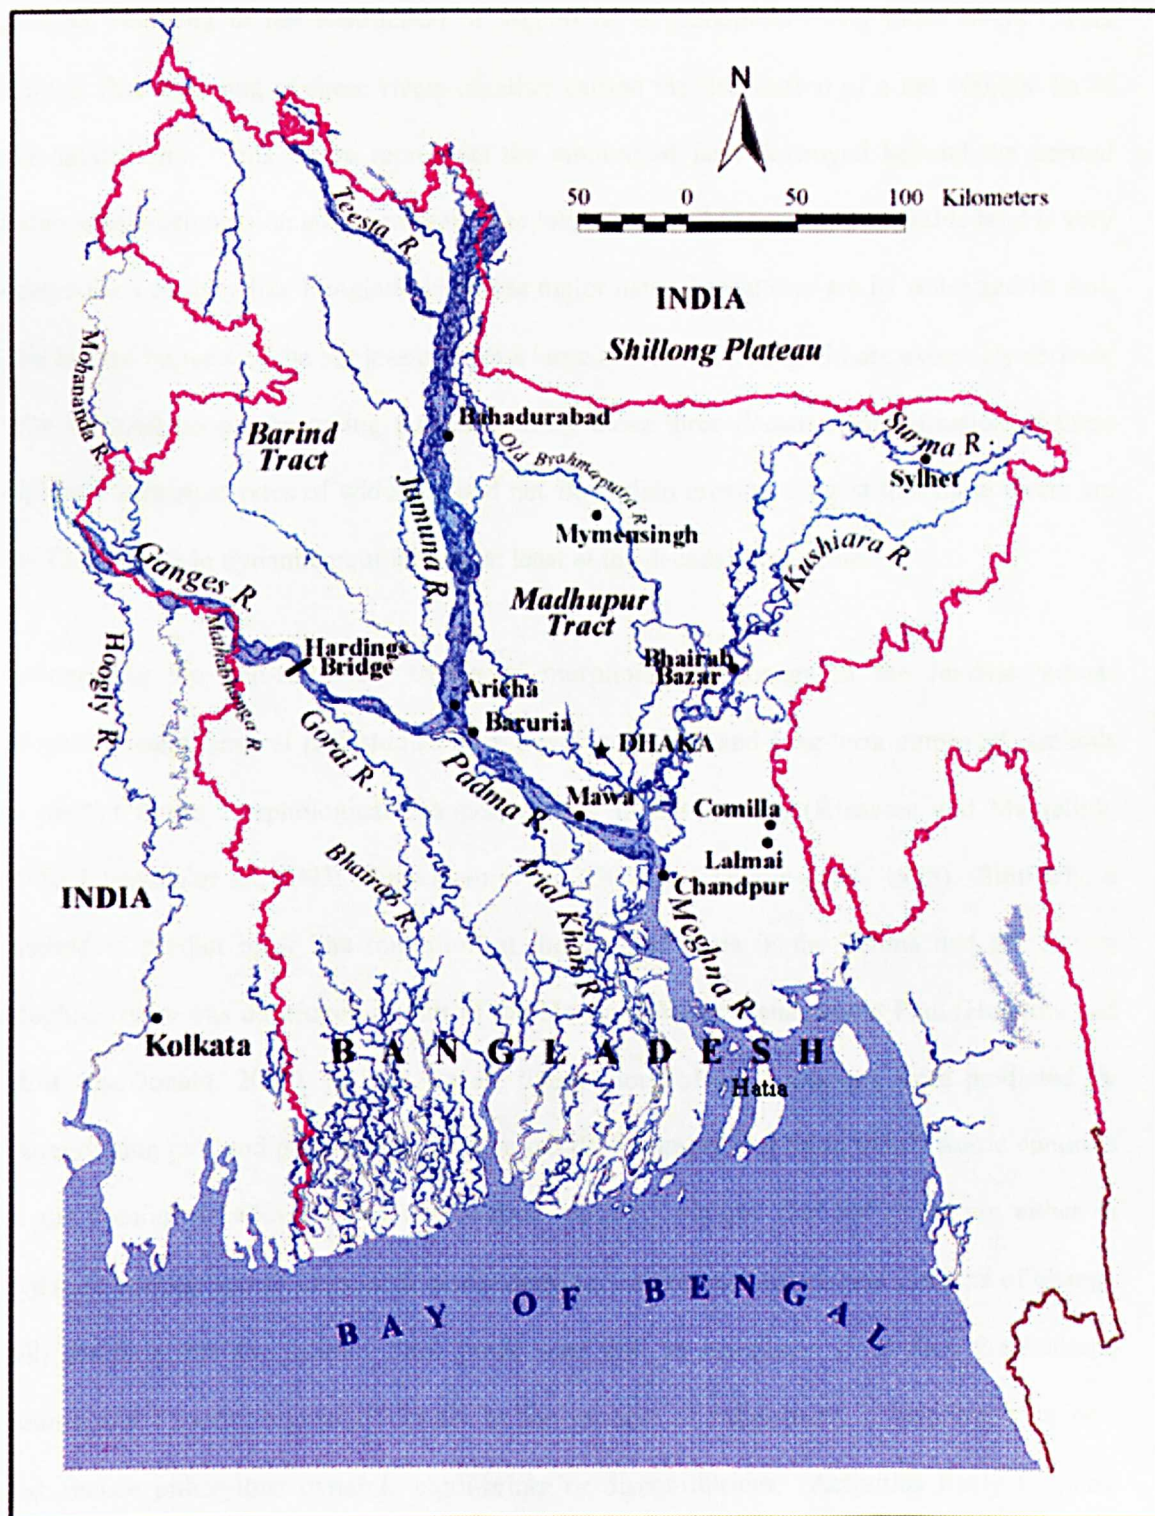 N
50 0 50 100 Kilometers
Teesta R.
INDIA
Shillong Plateau
Mohananda R.
Bahadurabad
Barind
Tract
Old Brahmaputra R.
Surma R.
Sylhet
Jumuna R.
Mymensingh
Kushiara R.
Ganges R.
Madhupur
Tract
Hoogly R.
Mathabhanga R.
Hardings
Bridge
Bhairab
Bazar
Aricha
Baruria
Gorai R.
DHAKA
Padma R.
Mawa
Comilla
Lalmai
Chandpur
Bhairab R.
Arial Khan R.
Meghna R.
INDIA
Kolkata
BANGLADESH
Hatia
BAY OF BENGAL